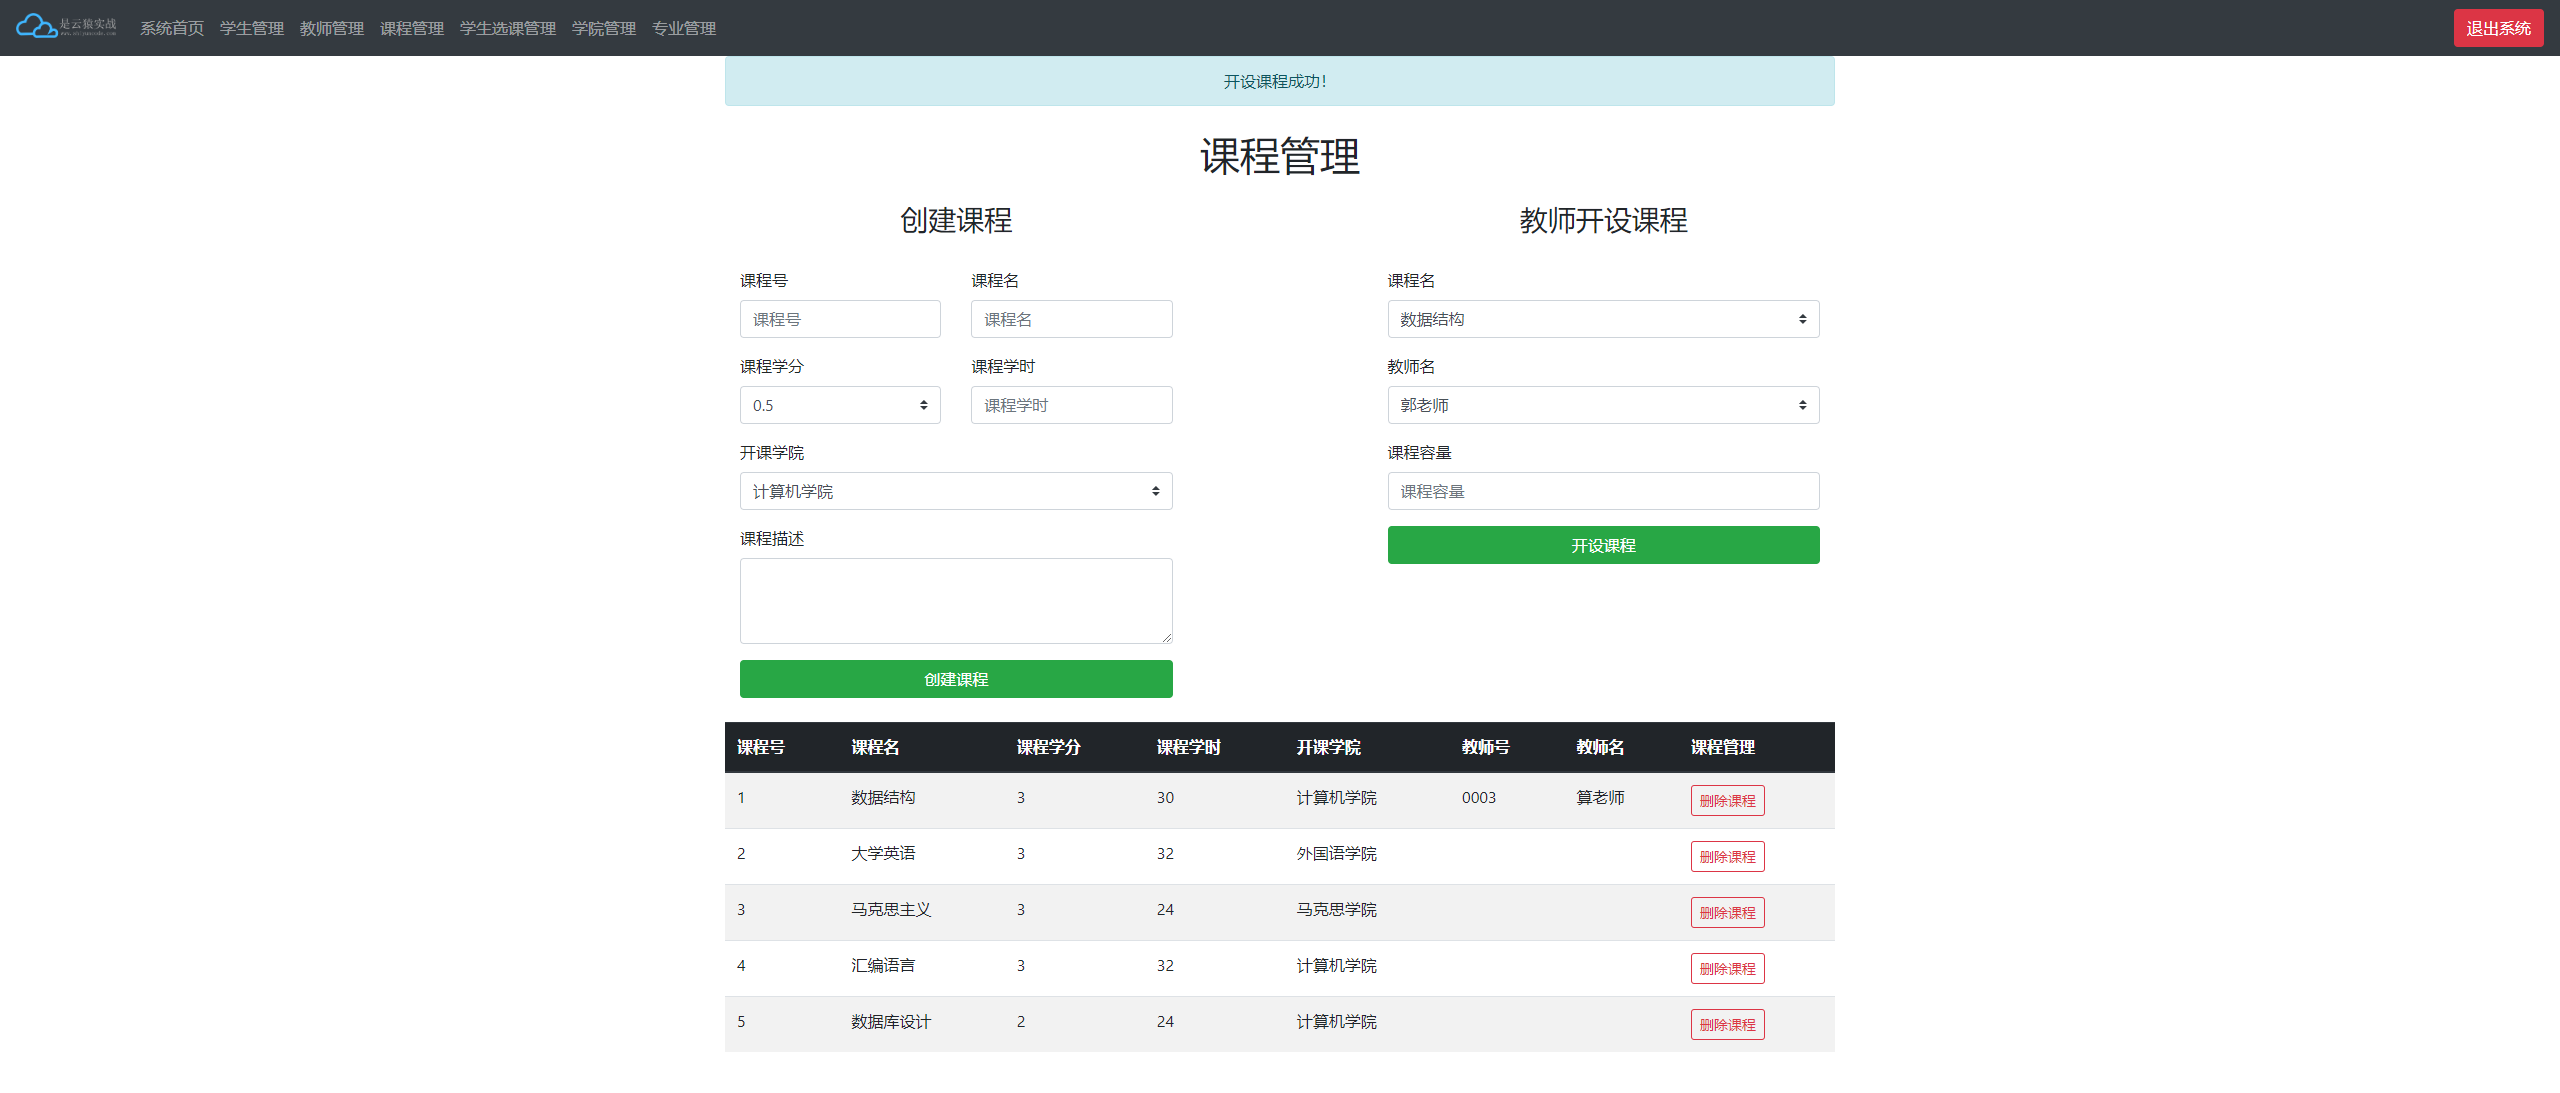 是云猿实战
系统首页 学生管理 教师管理 课程管理 学生选课管理 学院管理 专业管理 退出系统
开设课程成功!
课程管理
创建课程
课程号 课程名
课程号 课程名
课程学分 课程学时
0.5 课程学时
开课学院
计算机学院
课程描述
创建课程
教师开设课程
课程名
数据结构
教师名
郭老师
课程容量
课程容量
开设课程
课程号 课程名 课程学分 课程学时 开课学院 教师号 教师名 课程管理
1 数据结构 3 30 计算机学院 0003 算老师 删除课程
2 大学英语 3 32 外国语学院 删除课程
3 马克思主义 3 24 马克思学院 删除课程
4 汇编语言 3 32 计算机学院 删除课程
5 数据库设计 2 24 计算机学院 删除课程